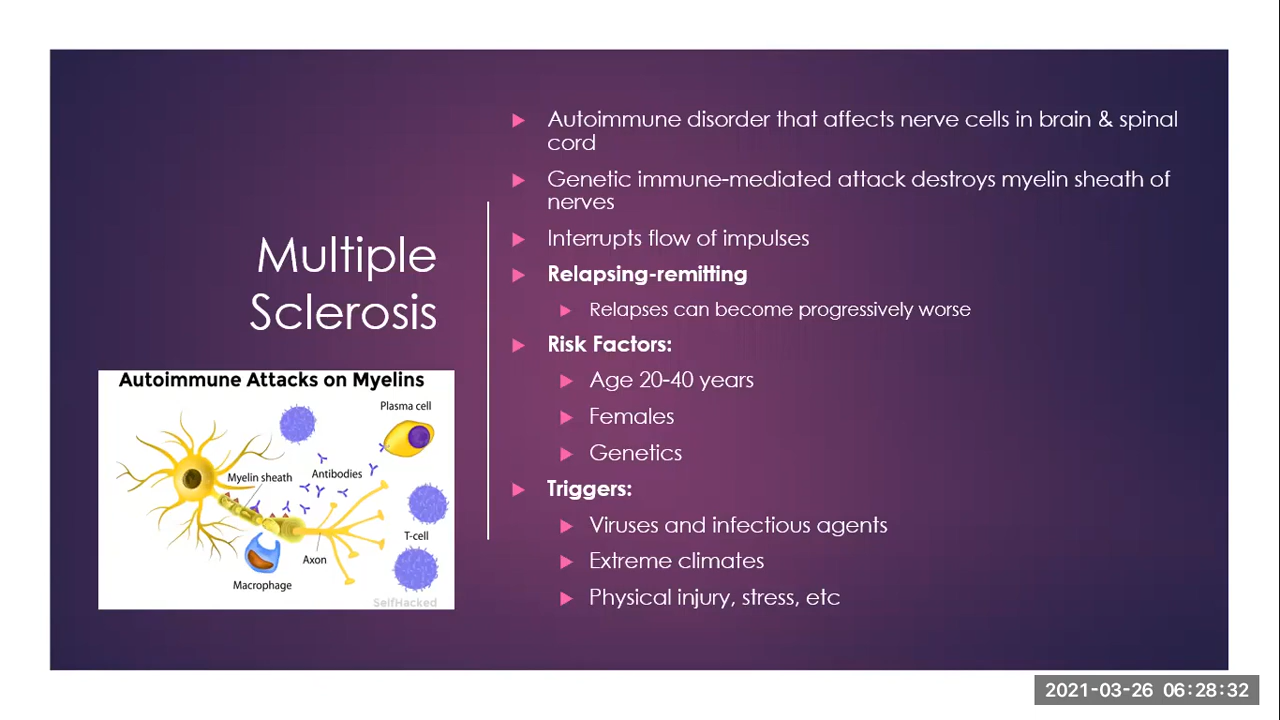 Multiple
Sclerosis
Autoimmune disorder that affects nerve cells in brain & spinal
cord
Genetic immune-mediated attack destroys myelin sheath of
nerves
Interrupts flow of impulses
Relapsing-remitting
Relapses can become progressively worse
Risk Factors:
Age 20-40 years
Females
Genetics
Triggers:
Viruses and infectious agents
Extreme climates
Physical injury, stress, etc
Autoimmune Attacks on Myelins
Plasma cell
Myelin sheath
Antibodies
T-cell
Axon
Macrophage
SelfHacked
2021-03-26 06:28:32